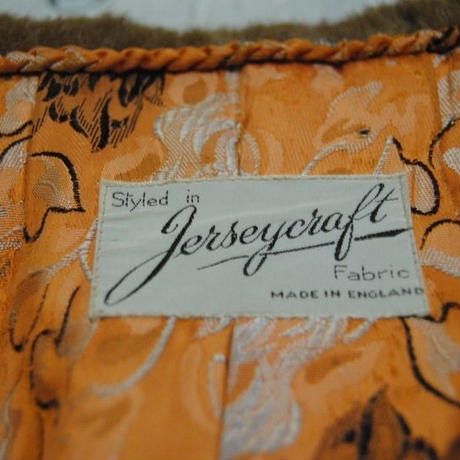 Styled in
Jerseycraft
Fabric
MADE IN ENGLAND